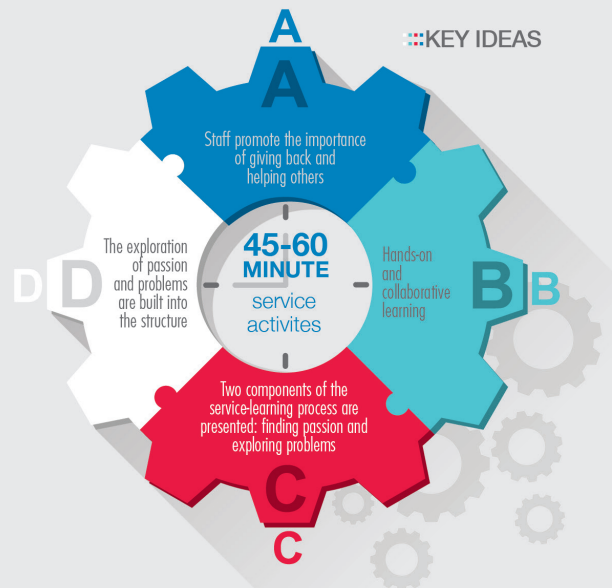 KEY IDEAS
A
A
Staff promote the importance
of giving back and
helping others
45-60
MINUTE
service
activites
Hands-on
and
collaborative
learning
B
B
Two components of the
service-learning process are
presented: finding passion and
exploring problems
C
C
D
D
The exploration
of passion
and problems
are built into
the structure